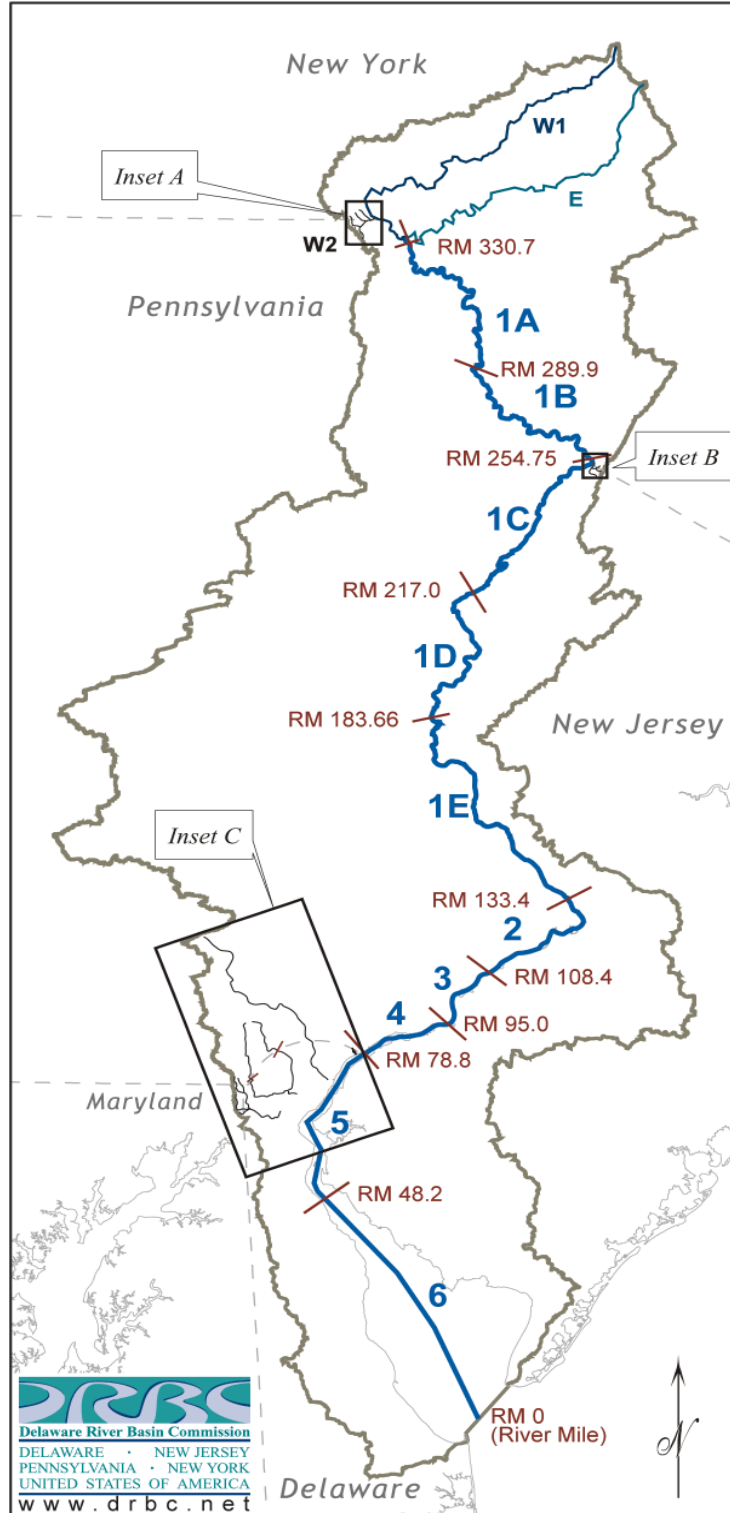 New York
W1
Inset A
E
W2
RM 330.7
Pennsylvania
1A
RM 289.9
1B
RM 254.75
Inset B
1C
RM 217.0
1D
RM 183.66
New Jersey
1E
Inset C
RM 133.4
2
RM 108.4
3
4
RM 95.0
RM 78.8
Maryland
5
RM 48.2
6
RM 0
(River Mile)
N
DRBC
Delaware River Basin Commission
DELAWARE · NEW JERSEY
PENNSYLVANIA · NEW YORK
UNITED STATES OF AMERICA
www.drbc.net
Delaware